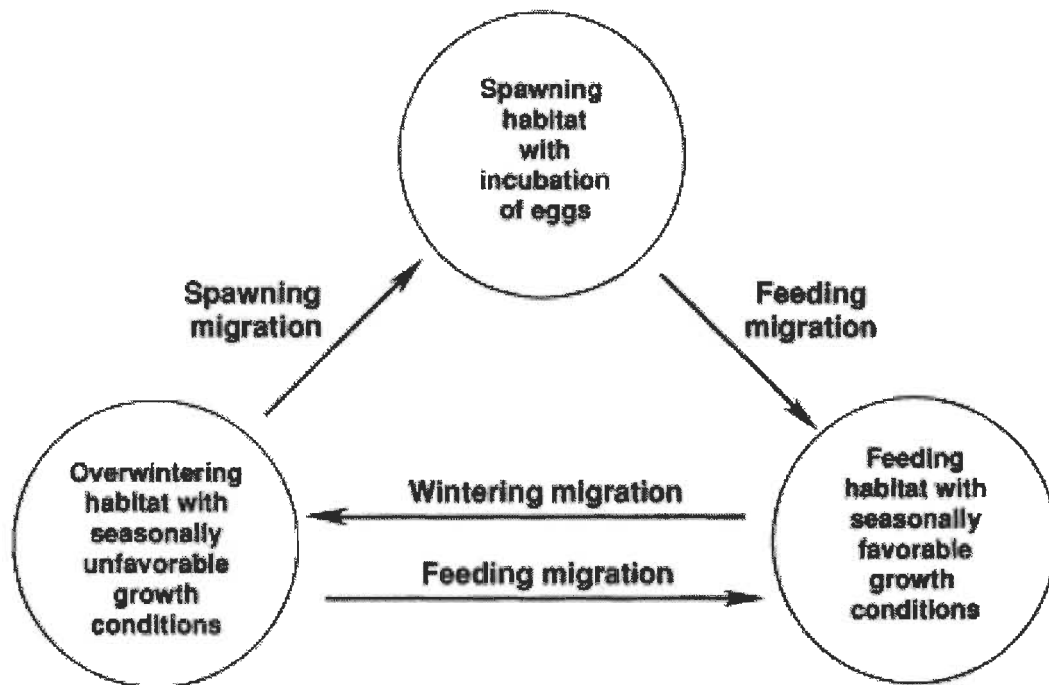 Spawning
habitat
with
incubation
of eggs
Spawning
migration
Feeding
migration
Overwintering
habitat with
seasonally
unfavorable
growth
conditions
Wintering migration
Feeding migration
Feeding
habitat with
seasonally
favorable
growth
conditions